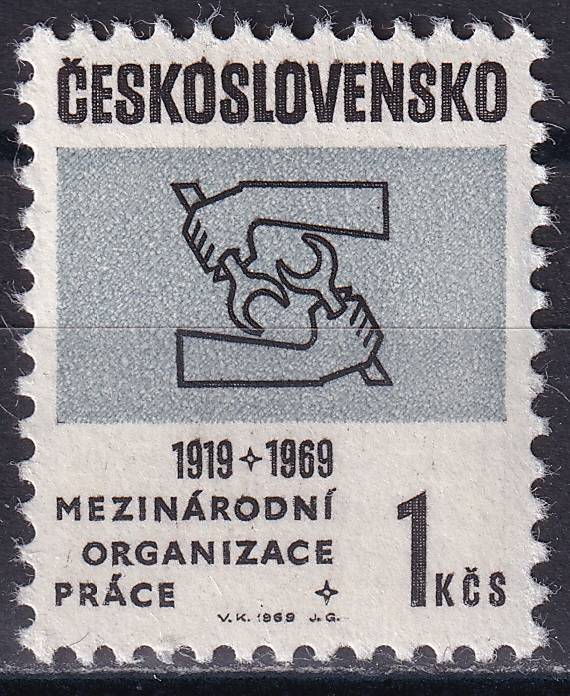 ČESKOSLOVENSKO
1919 ✦ 1969
MEZINÁRODNÍ
ORGANIZACE
PRÁCE
1 KČS
V.K. 1969 J.G.